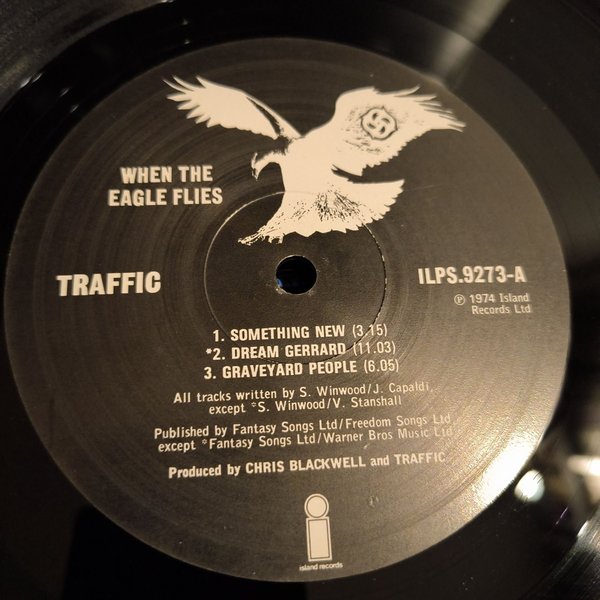 WHEN THE
EAGLE FLIES
TRAFFIC
ILPS.9273-A
Ⓟ 1974 Island
Records Ltd
1. SOMETHING NEW (3.15)
*2. DREAM GERRARD (11.03)
3. GRAVEYARD PEOPLE (6.05)
All tracks written by S. Winwood/J. Capaldi,
except *S. Winwood/V. Stanshall
Published by Fantasy Songs Ltd/Freedom Songs Ltd
except *Fantasy Songs Ltd/Warner Bros Music Ltd
Produced by CHRIS BLACKWELL and TRAFFIC
island records